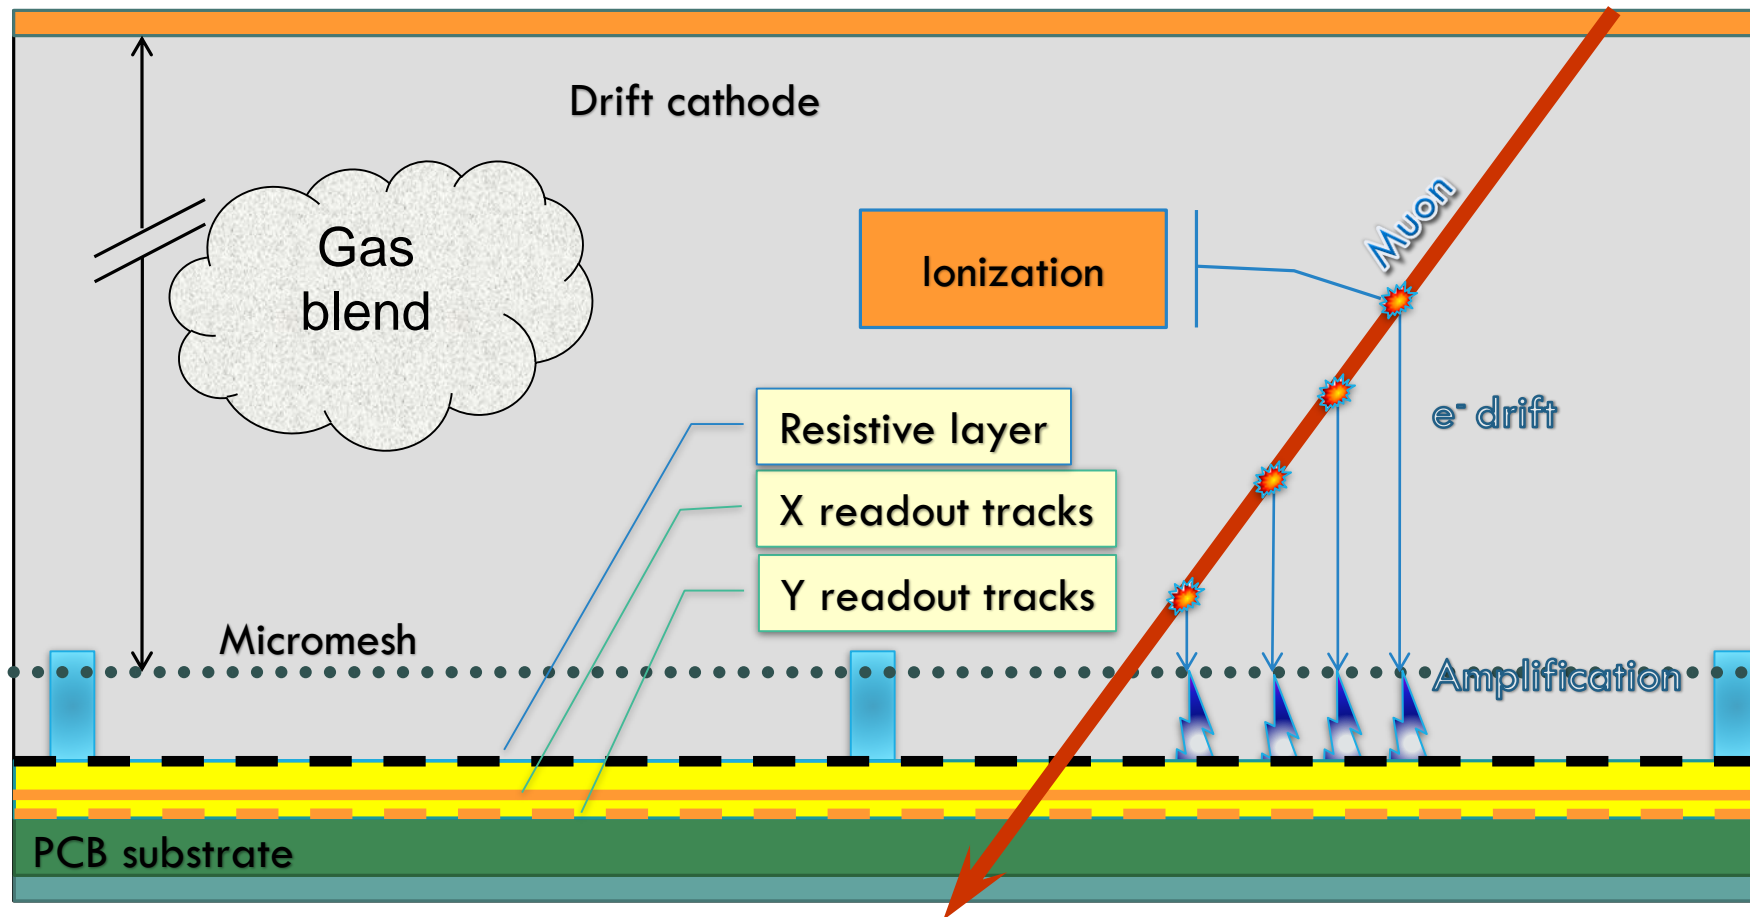 Drift cathode
Muon
Gas
blend
Ionization
e⁻ drift
Resistive layer
X readout tracks
Y readout tracks
Micromesh
Amplification
PCB substrate